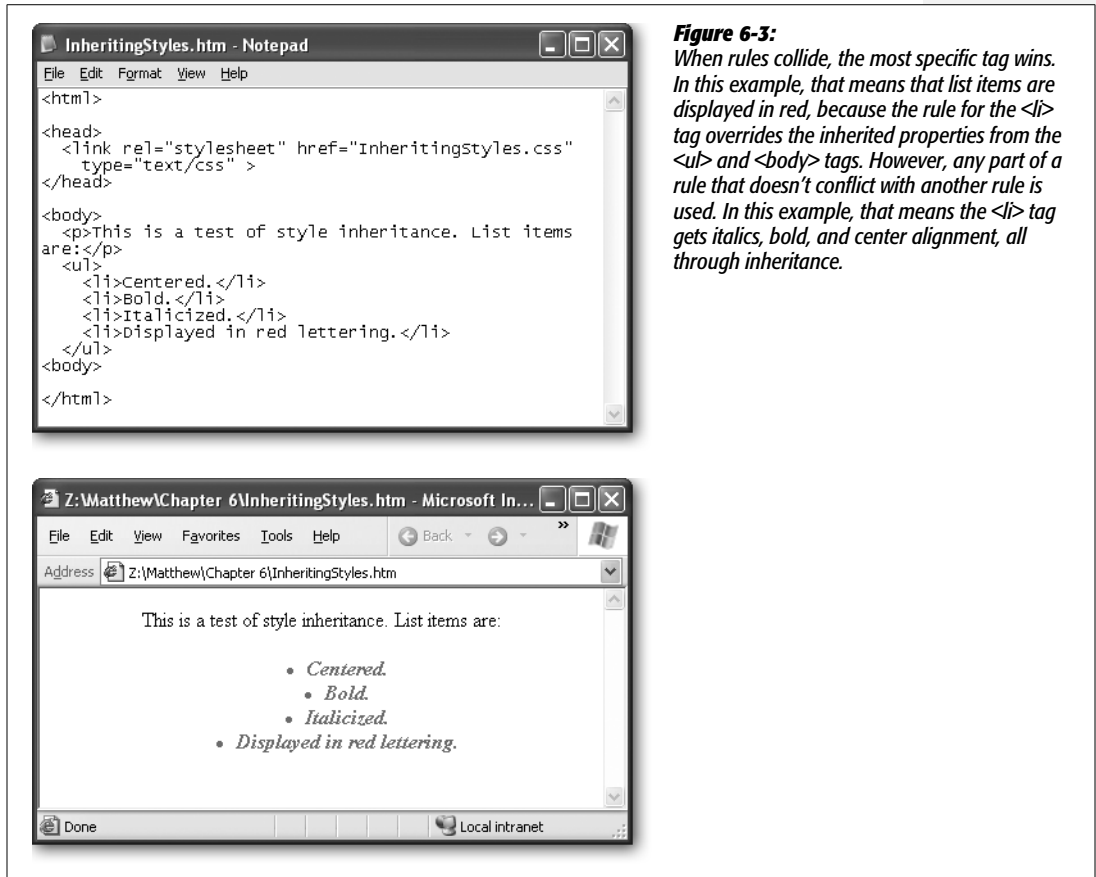 InheritingStyles.htm - Notepad
File Edit Format View Help
<html>
<head>
<link rel="stylesheet" href="InheritingStyles.css"
type="text/css" >
</head>
<body>
<p>This is a test of style inheritance. List items
are:</p>
<ul>
<li>Centered.</li>
<li>Bold.</li>
<li>Italicized.</li>
<li>Displayed in red lettering.</li>
</ul>
<body>
</html>
Figure 6-3:
When rules collide, the most specific tag wins.
In this example, that means that list items are
displayed in red, because the rule for the <li>
tag overrides the inherited properties from the
<ul> and <body> tags. However, any part of a
rule that doesn't conflict with another rule is
used. In this example, that means the <li> tag
gets italics, bold, and center alignment, all
through inheritance.
Z:\Matthew\Chapter 6\InheritingStyles.htm - Microsoft In...
File Edit View Favorites Tools Help Back »
Address Z:\Matthew\Chapter 6\InheritingStyles.htm
This is a test of style inheritance. List items are:
• Centered.
• Bold.
• Italicized.
• Displayed in red lettering.
Done Local intranet